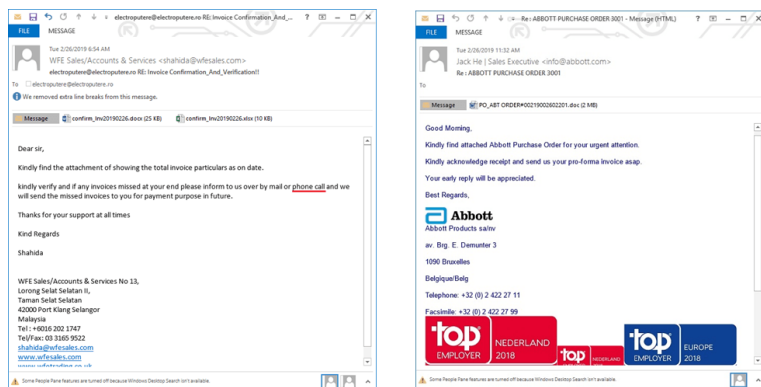 electroputere@electroputere.ro RE: Invoice Confirmation_And_...
FILE
MESSAGE
Tue 2/26/2019 6:54 AM
WFE Sales/Accounts & Services <shahida@wfesales.com>
electroputere@electroputere.ro RE: Invoice Confirmation_And_Verification!!
To
electroputere@electroputere.ro
We removed extra line breaks from this message.
Message
confirm_Inv20190226.docx (25 KB)
confirm_Inv20190226.xlsx (10 KB)
Dear sir,
Kindly find the attachment of showing the total invoice particulars as on date.
kindly verify and if any invoices missed at your end please inform to us over by mail or phone call and we
will send the missed invoices to you for payment purpose in future.
Thanks for your support at all times
Kind Regards
Shahida
WFE Sales/Accounts & Services No 13,
Lorong Selat Selatan II,
Taman Selat Selatan
42000 Port Klang Selangor
Malaysia
Tel : +6016 202 1747
Tel/Fax: 03 3165 9522
shahida@wfesales.com
www.wfesales.com
www.wfetrading.co.uk
Some People Pane features are turned off because Windows Desktop Search isn't available.
Re : ABBOTT PURCHASE ORDER 3001 - Message (HTML)
FILE
MESSAGE
Tue 2/26/2019 11:32 AM
Jack He | Sales Executive <info@abbott.com>
Re : ABBOTT PURCHASE ORDER 3001
To
Message
PO_ABT ORDER#00219002602201.doc (2 MB)
Good Morning,
Kindly find attached Abbott Purchase Order for your urgent attention.
Kindly acknowledge receipt and send us your pro-forma invoice asap.
Your early reply will be appreciated.
Best Regards,
Abbott
Abbott Products sa/nv
av. Brg. E. Demunter 3
1090 Bruxelles
Belgique/Belg
Telephone: +32 (0) 2 422 27 11
Facsimile: +32 (0) 2 422 27 99
top
EMPLOYER
NEDERLAND
2018
top
NEDERLAND
top
EMPLOYER
EUROPE
2018
Some People Pane features are turned off because Windows Desktop Search isn't available.